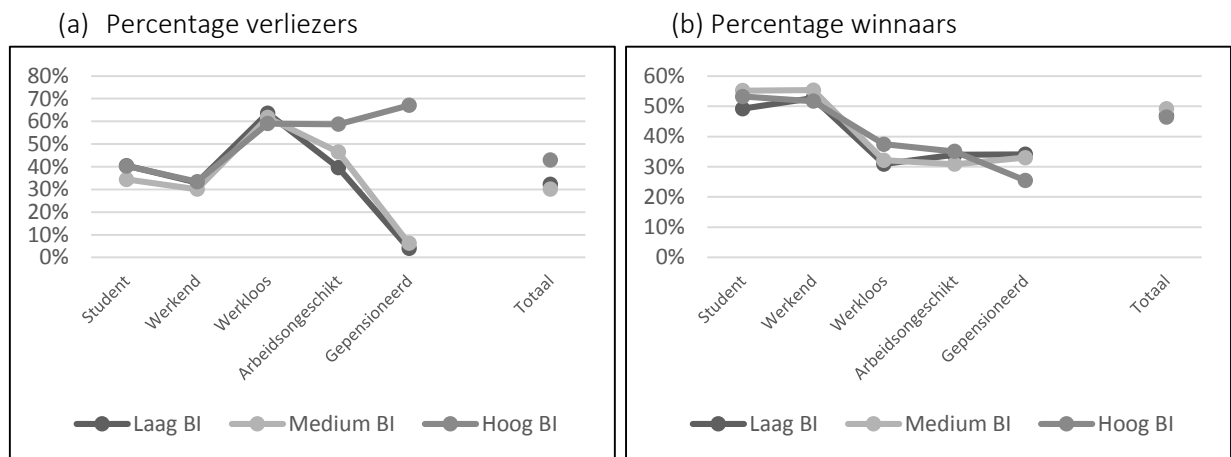 (a) Percentage verliezers
80%
70%
60%
50%
40%
30%
20%
10%
0%
Student
Werkend
Werkloos
Arbeidsongeschikt
Gepensioneerd
Totaal
Laag BI Medium BI Hoog BI
(b) Percentage winnaars
60%
50%
40%
30%
20%
10%
0%
Student
Werkend
Werkloos
Arbeidsongeschikt
Gepensioneerd
Totaal
Laag BI Medium BI Hoog BI